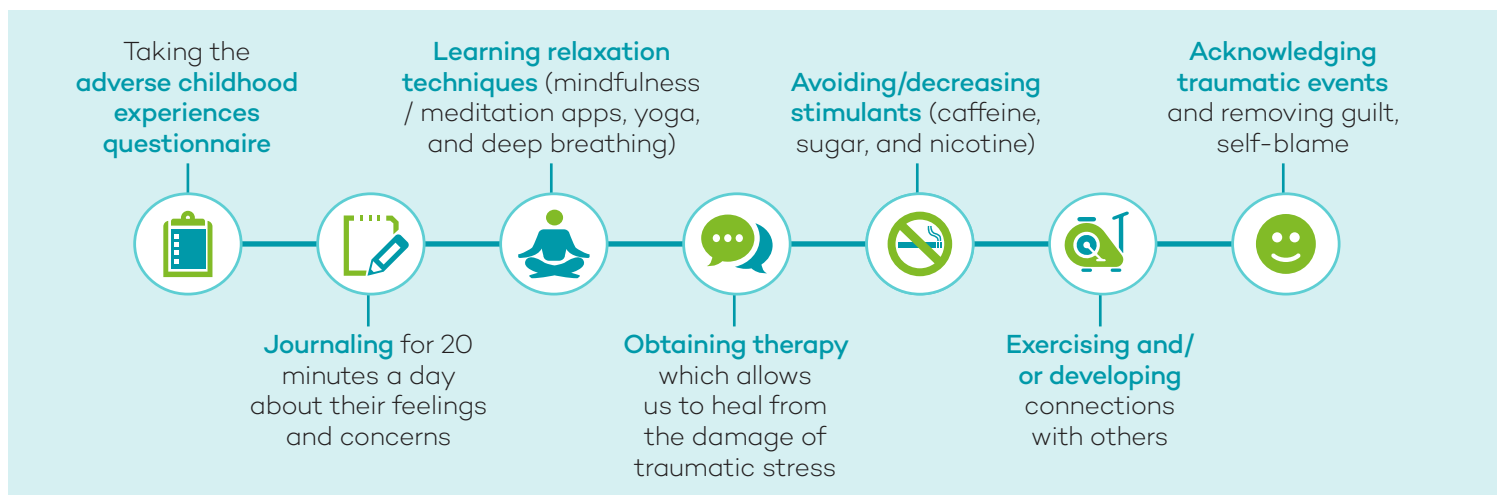 Taking the
adverse childhood
experiences
questionnaire
Journaling for 20
minutes a day
about their feelings
and concerns
Learning relaxation
techniques (mindfulness
/ meditation apps, yoga,
and deep breathing)
Obtaining therapy
which allows
us to heal from
the damage of
traumatic stress
Avoiding/decreasing
stimulants (caffeine,
sugar, and nicotine)
Exercising and/
or developing
connections
with others
Acknowledging
traumatic events
and removing guilt,
self-blame